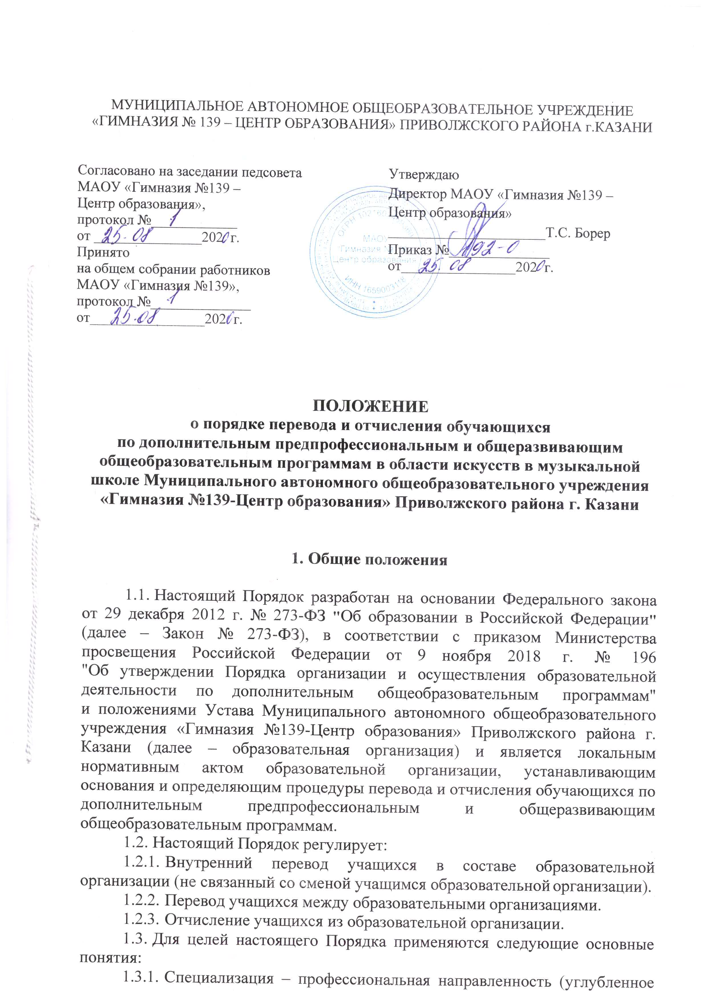 МУНИЦИПАЛЬНОЕ АВТОНОМНОЕ ОБЩЕОБРАЗОВАТЕЛЬНОЕ УЧРЕЖДЕНИЕ
«ГИМНАЗИЯ № 139 – ЦЕНТР ОБРАЗОВАНИЯ» ПРИВОЛЖСКОГО РАЙОНА г.КАЗАНИ
Согласовано на заседании педсовета
МАОУ «Гимназия №139 –
Центр образования»,
протокол № 1
от 25.08 2020 г.
Принято
на общем собрании работников
МАОУ «Гимназия №139»,
протокол № 1
от 25.08 2020 г.
Утверждаю
Директор МАОУ «Гимназия №139 –
Центр образования»
Т.С. Борер
Приказ № 192-О
от 25.08 2020 г.
МАОУ
Гимназия №
Центр образования
ИНН 1659003118
ПОЛОЖЕНИЕ
о порядке перевода и отчисления обучающихся
по дополнительным предпрофессиональным и общеразвивающим
общеобразовательным программам в области искусств в музыкальной
школе Муниципального автономного общеобразовательного учреждения
«Гимназия №139-Центр образования» Приволжского района г. Казани
1. Общие положения
1.1. Настоящий Порядок разработан на основании Федерального закона
от 29 декабря 2012 г. № 273-ФЗ "Об образовании в Российской Федерации"
(далее – Закон № 273-ФЗ), в соответствии с приказом Министерства
просвещения Российской Федерации от 9 ноября 2018 г. № 196
"Об утверждении Порядка организации и осуществления образовательной
деятельности по дополнительным общеобразовательным программам"
и положениями Устава Муниципального автономного общеобразовательного
учреждения «Гимназия №139-Центр образования» Приволжского района г.
Казани (далее – образовательная организация) и является локальным
нормативным актом образовательной организации, устанавливающим
основания и определяющим процедуры перевода и отчисления обучающихся по
дополнительным предпрофессиональным и общеразвивающим
общеобразовательным программам.
1.2. Настоящий Порядок регулирует:
1.2.1. Внутренний перевод учащихся в составе образовательной
организации (не связанный со сменой учащимся образовательной организации).
1.2.2. Перевод учащихся между образовательными организациями.
1.2.3. Отчисление учащихся из образовательной организации.
1.3. Для целей настоящего Порядка применяются следующие основные
понятия:
1.3.1. Специализация – профессиональная направленность (углубленное